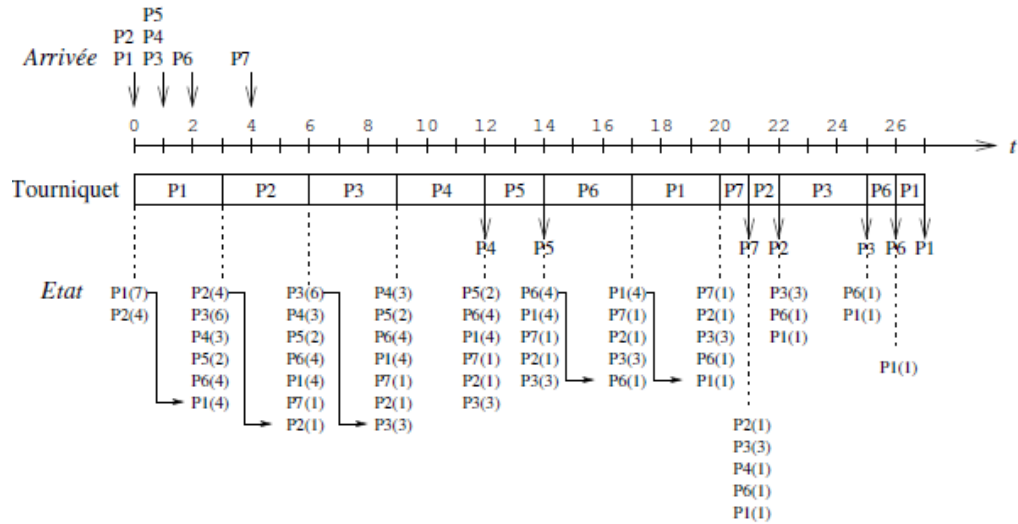 P5
P2 P4
Arrivée P1 P3 P6 P7
0 2 4 6 8 10 12 14 16 18 20 22 24 26 t
Tourniquet P1 P2 P3 P4 P5 P6 P1 P7 P2 P3 P6 P1
P4 P5 P7 P2 P3 P6 P1
Etat P1(7) P2(4) P3(6) P4(3) P5(2) P6(4) P1(4) P7(1) P3(3) P6(1)
P2(4) P3(6) P4(3) P5(2) P6(4) P1(4) P7(1) P2(1) P6(1) P1(1)
P4(3) P5(2) P6(4) P1(4) P7(1) P2(1) P3(3) P1(1)
P5(2) P6(4) P1(4) P7(1) P2(1) P3(3) P6(1)
P6(4) P1(4) P7(1) P2(1) P3(3) P6(1) P1(1)
P1(1)
P1(4) P7(1) P2(1) P3(3)
P2(1) P3(3)
P2(1)
P3(3)
P4(1)
P6(1)
P1(1)